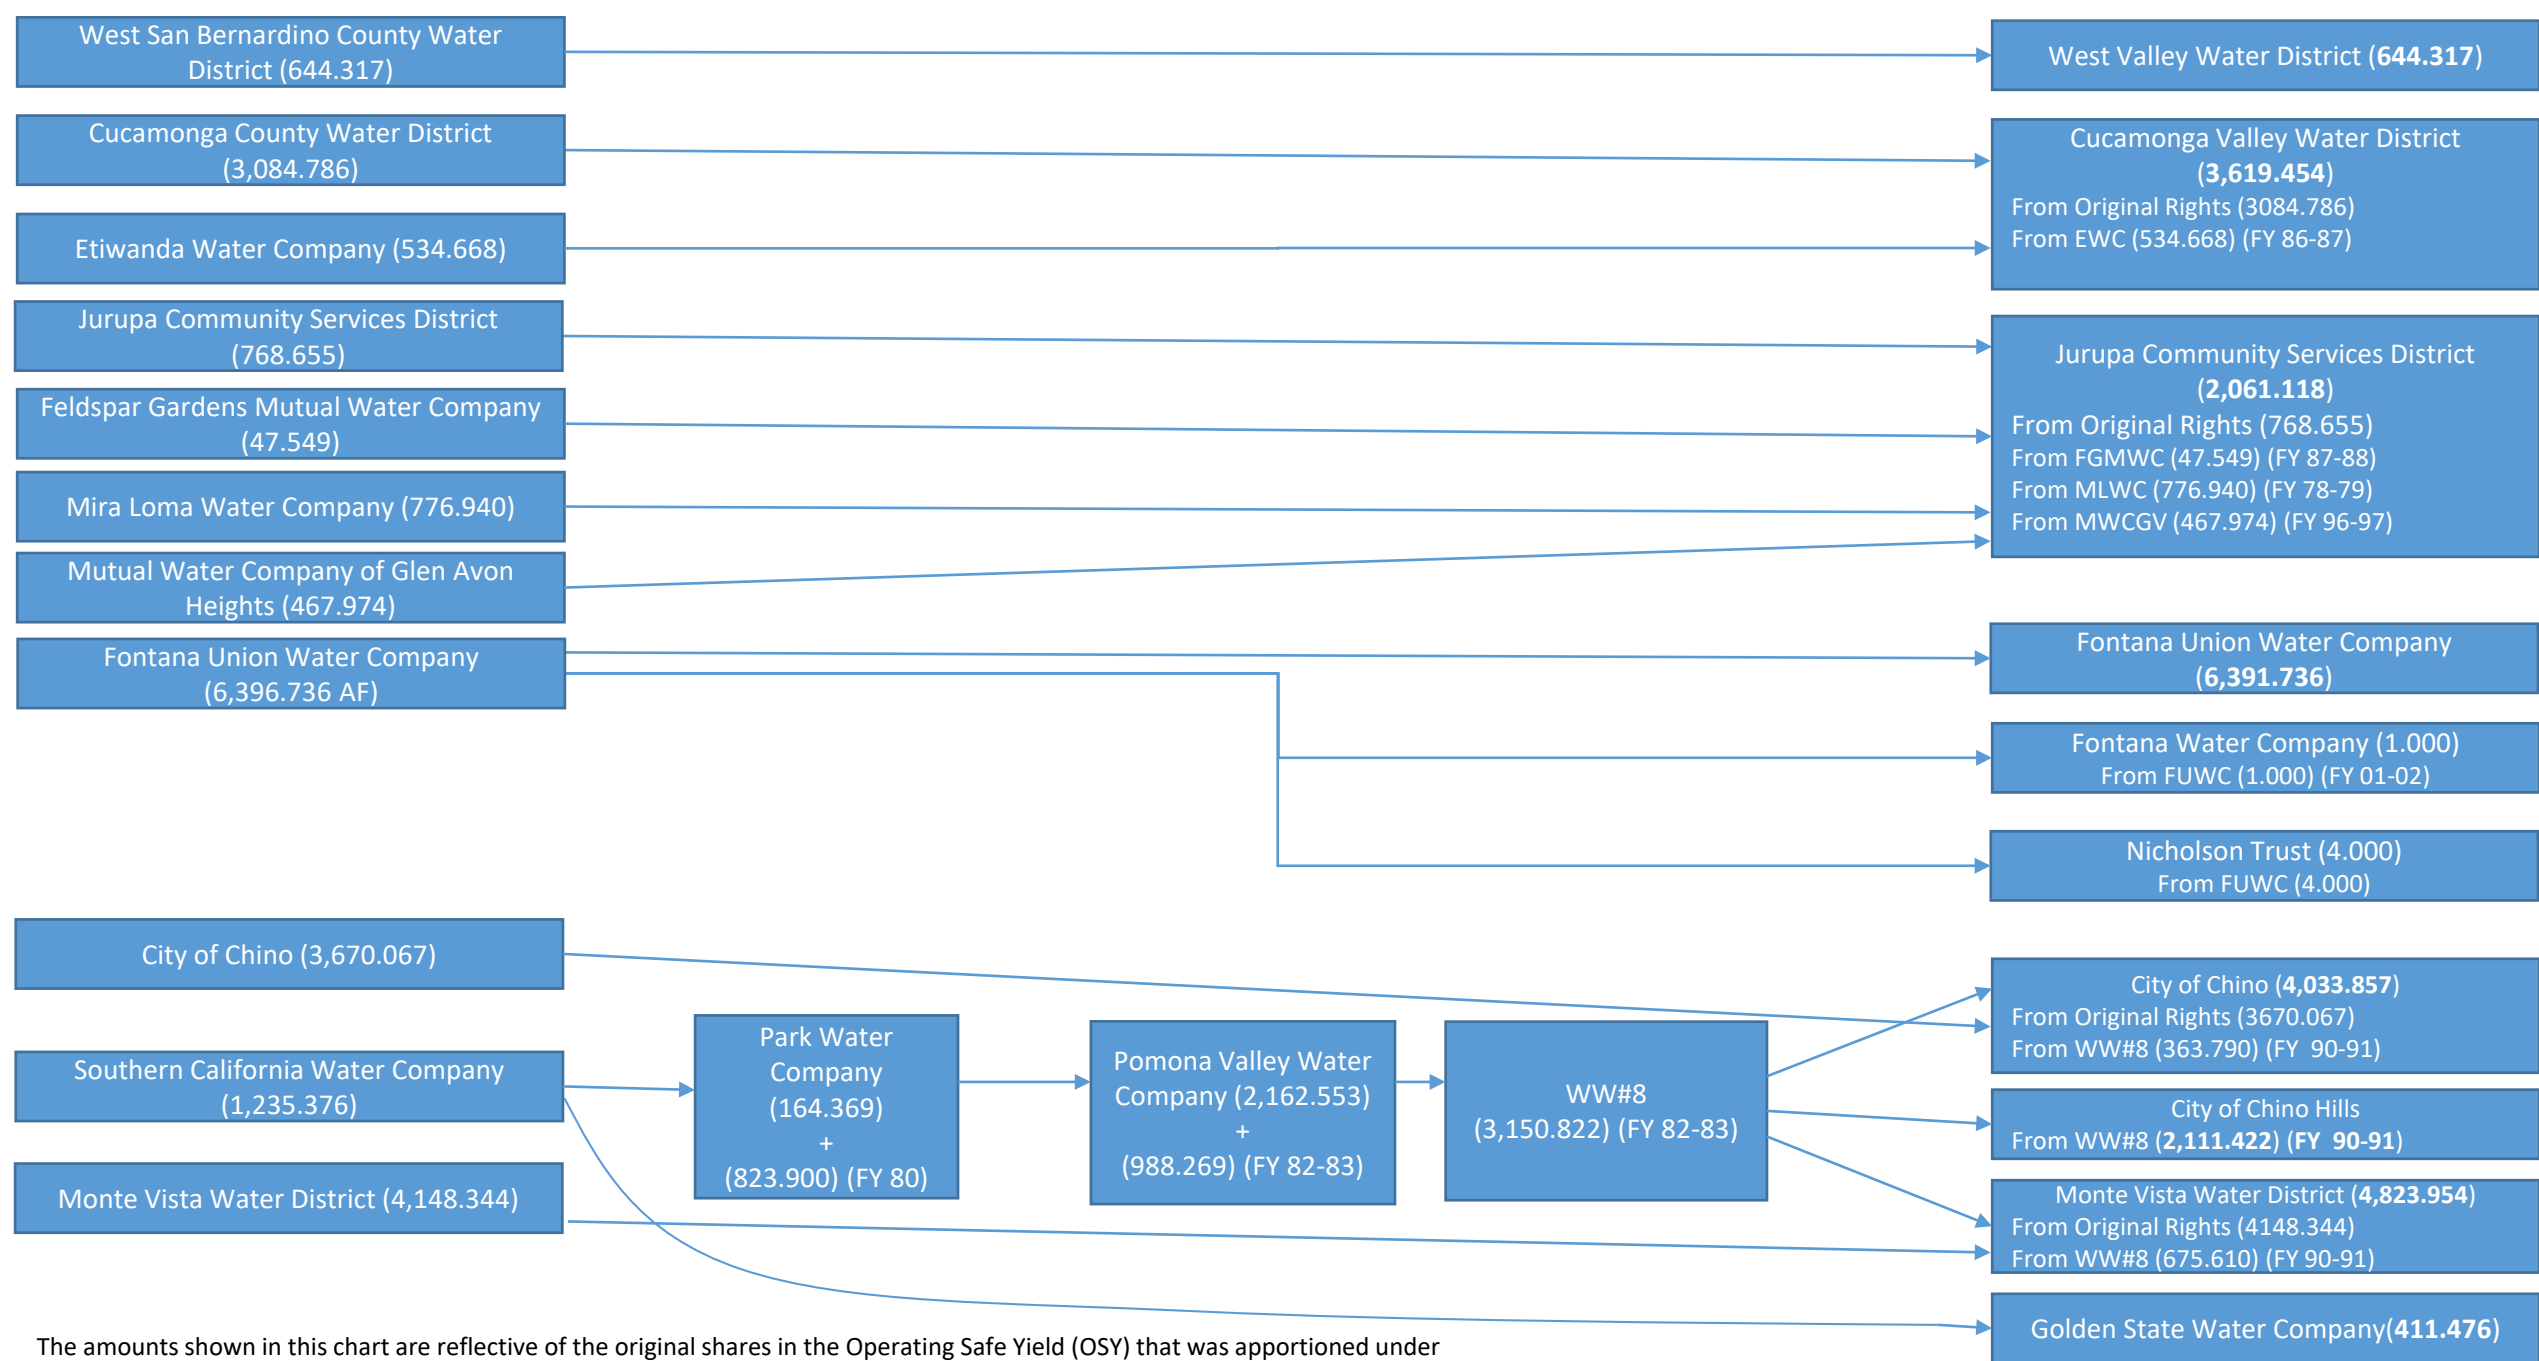 West San Bernardino County Water
District (644.317)
West Valley Water District (644.317)
Cucamonga County Water District
(3,084.786)
Cucamonga Valley Water District
(3,619.454)
From Original Rights (3084.786)
From EWC (534.668) (FY 86-87)
Etiwanda Water Company (534.668)
Jurupa Community Services District
(768.655)
Jurupa Community Services District
(2,061.118)
From Original Rights (768.655)
From FGMWC (47.549) (FY 87-88)
From MLWC (776.940) (FY 78-79)
From MWCGV (467.974) (FY 96-97)
Feldspar Gardens Mutual Water Company
(47.549)
Mira Loma Water Company (776.940)
Mutual Water Company of Glen Avon
Heights (467.974)
Fontana Union Water Company
(6,396.736 AF)
Fontana Union Water Company
(6,391.736)
Fontana Water Company (1.000)
From FUWC (1.000) (FY 01-02)
Nicholson Trust (4.000)
From FUWC (4.000)
City of Chino (3,670.067)
City of Chino (4,033.857)
From Original Rights (3670.067)
From WW#8 (363.790) (FY  90-91)
Southern California Water Company
(1,235.376)
Park Water
Company
(164.369)
+
(823.900) (FY 80)
Pomona Valley Water
Company (2,162.553)
+
(988.269) (FY 82-83)
WW#8
(3,150.822) (FY 82-83)
City of Chino Hills
From WW#8 (2,111.422) (FY  90-91)
Monte Vista Water District (4,148.344)
Monte Vista Water District (4,823.954)
From Original Rights (4148.344)
From WW#8 (675.610) (FY 90-91)
Golden State Water Company(411.476)
The amounts shown in this chart are reflective of the original shares in the Operating Safe Yield (OSY) that was apportioned under